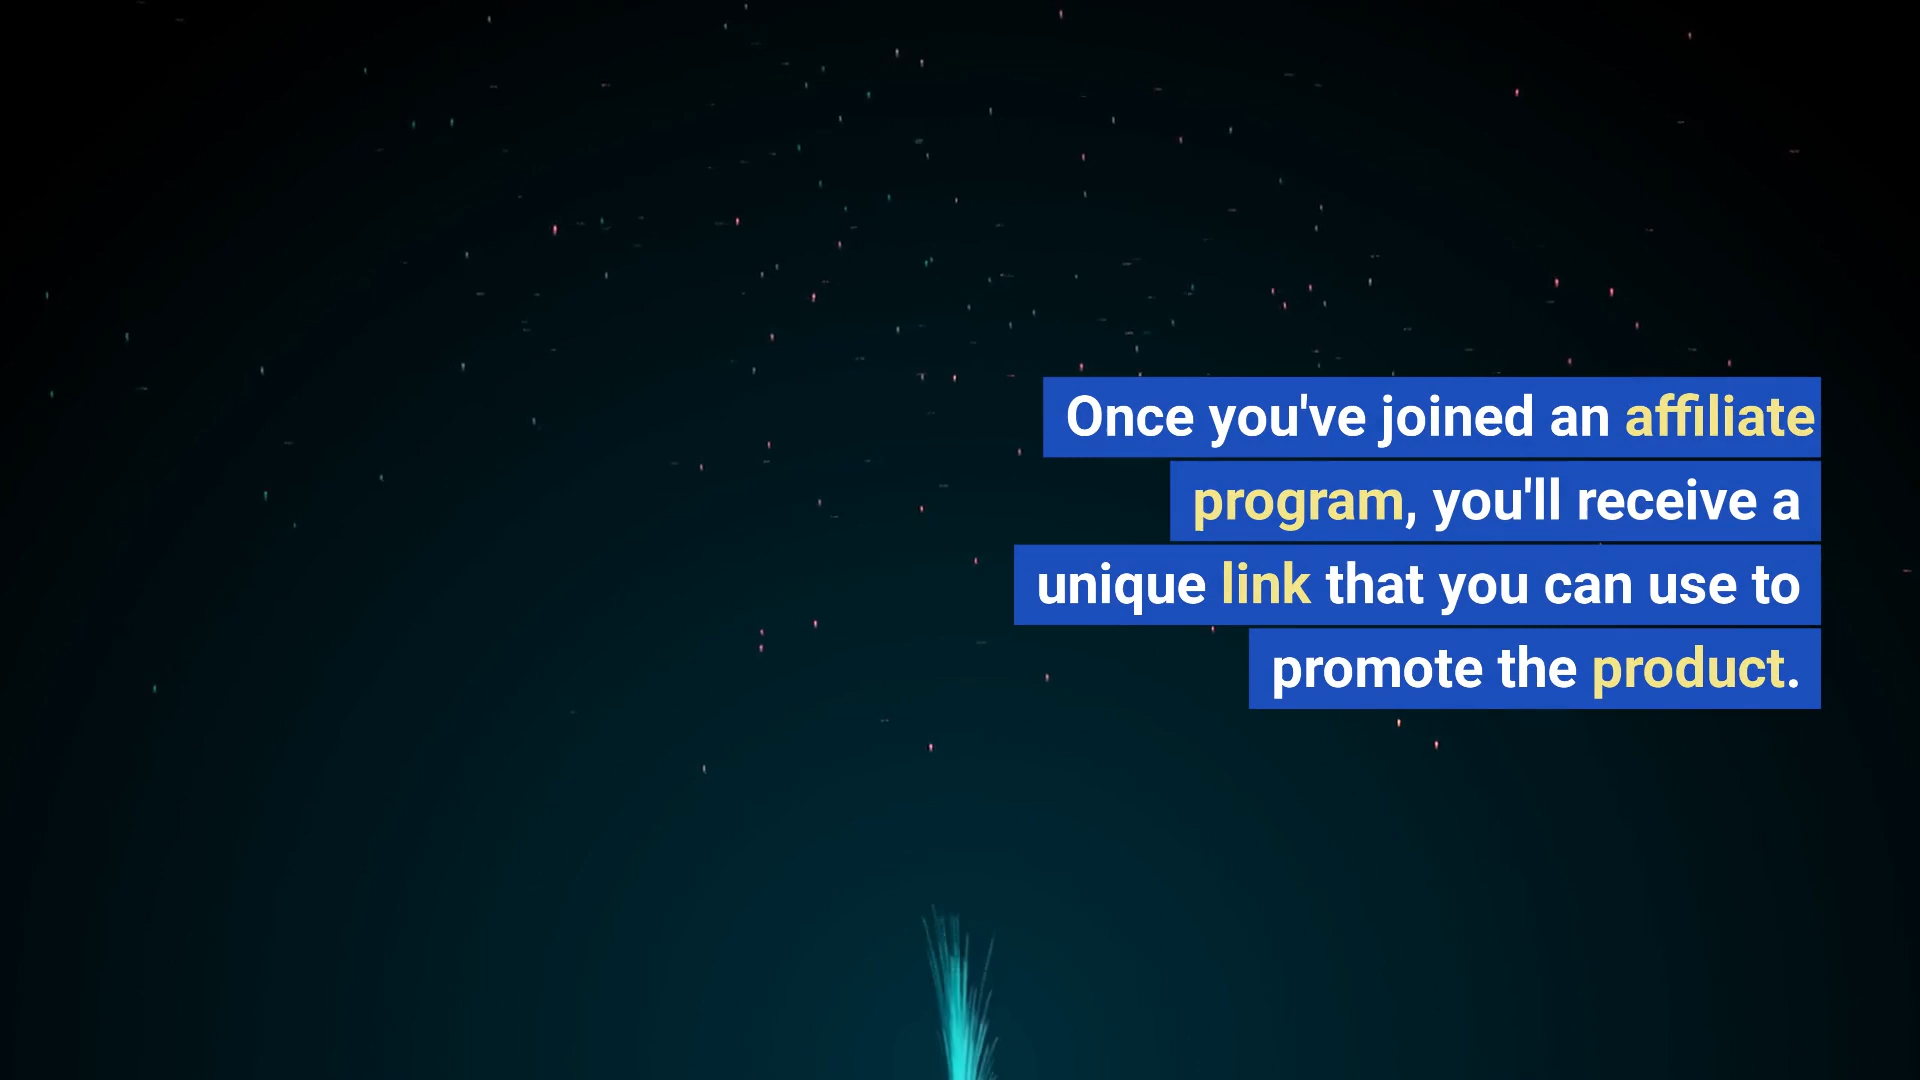 Once you've joined an affiliate
program, you'll receive a
unique link that you can use to
promote the product.